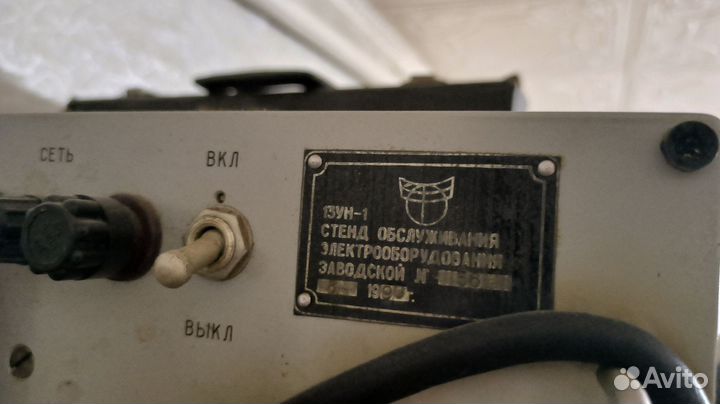 СЕТЬ
ВКЛ
13УН-1
СТЕНД ОБСЛУЖИВАНИЯ
ЭЛЕКТРООБОРУДОВАНИЯ
ЗАВОДСКОЙ №
г.
ВЫКЛ
Avito